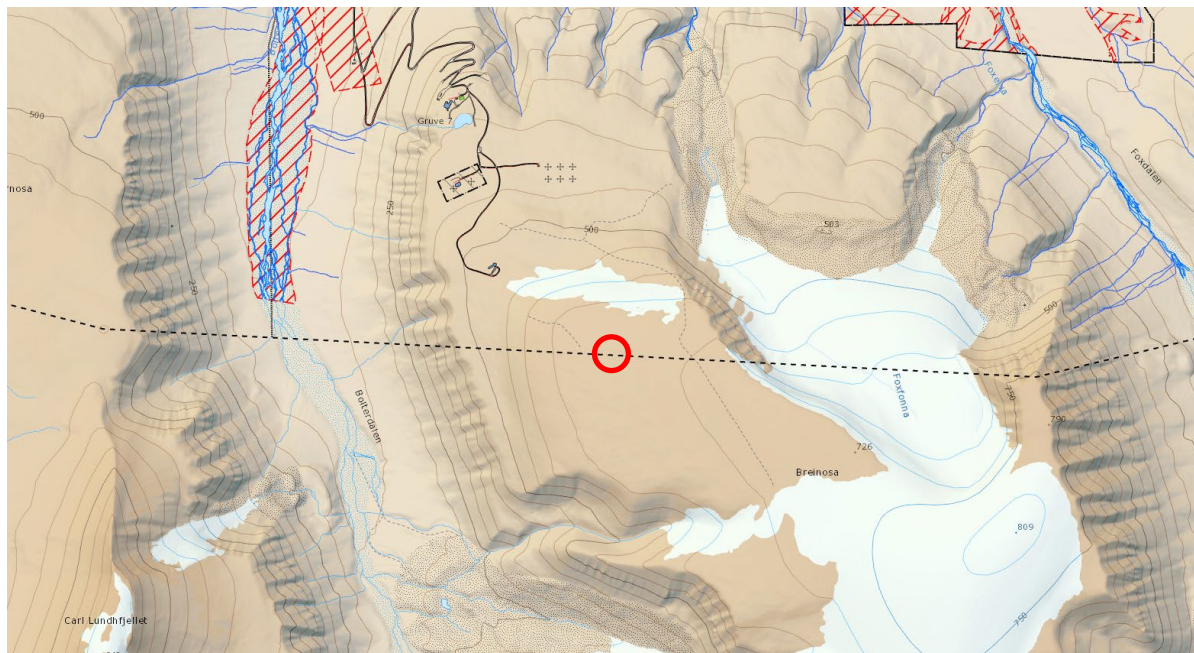 Foxelva
500
Gruve 7
Foxdalen
rnosa
250
503
500
250
500
Foxfonna
Bolterdalen
750
790
726
Breinosa
809
Carl Lundhfjellet
750